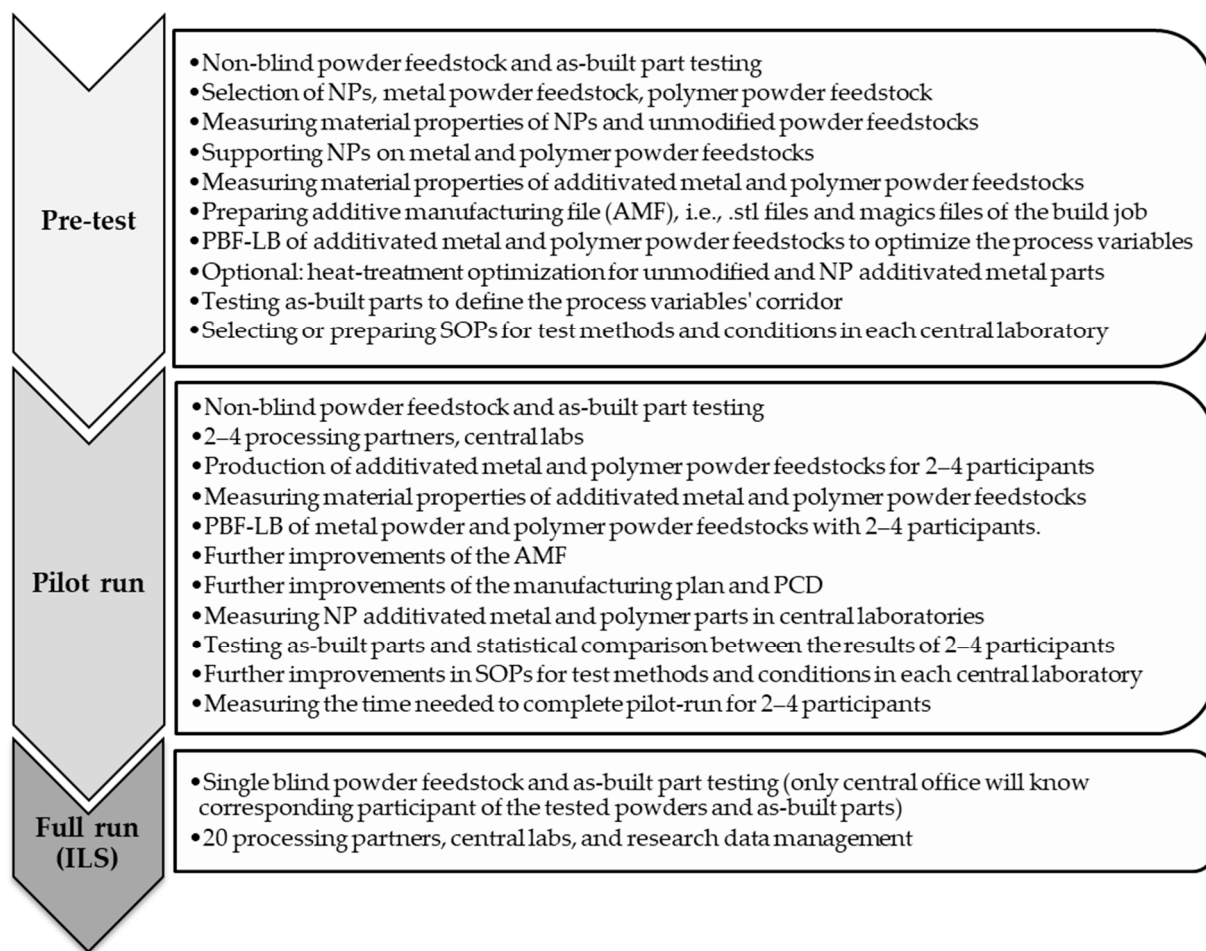 Pre-test
•Non-blind powder feedstock and as-built part testing
•Selection of NPs, metal powder feedstock, polymer powder feedstock
•Measuring material properties of NPs and unmodified powder feedstocks
•Supporting NPs on metal and polymer powder feedstocks
•Measuring material properties of additivated metal and polymer powder feedstocks
•Preparing additive manufacturing file (AMF), i.e., .stl files and magics files of the build job
•PBF-LB of additivated metal and polymer powder feedstocks to optimize the process variables
•Optional: heat-treatment optimization for unmodified and NP additivated metal parts
•Testing as-built parts to define the process variables' corridor
•Selecting or preparing SOPs for test methods and conditions in each central laboratory
Pilot run
•Non-blind powder feedstock and as-built part testing
•2–4 processing partners, central labs
•Production of additivated metal and polymer powder feedstocks for 2–4 participants
•Measuring material properties of additivated metal and polymer powder feedstocks
•PBF-LB of metal powder and polymer powder feedstocks with 2–4 participants.
•Further improvements of the AMF
•Further improvements of the manufacturing plan and PCD
•Measuring NP additivated metal and polymer parts in central laboratories
•Testing as-built parts and statistical comparison between the results of 2–4 participants
•Further improvements in SOPs for test methods and conditions in each central laboratory
•Measuring the time needed to complete pilot-run for 2–4 participants
Full run
(ILS)
•Single blind powder feedstock and as-built part testing (only central office will know
corresponding participant of the tested powders and as-built parts)
•20 processing partners, central labs, and research data management